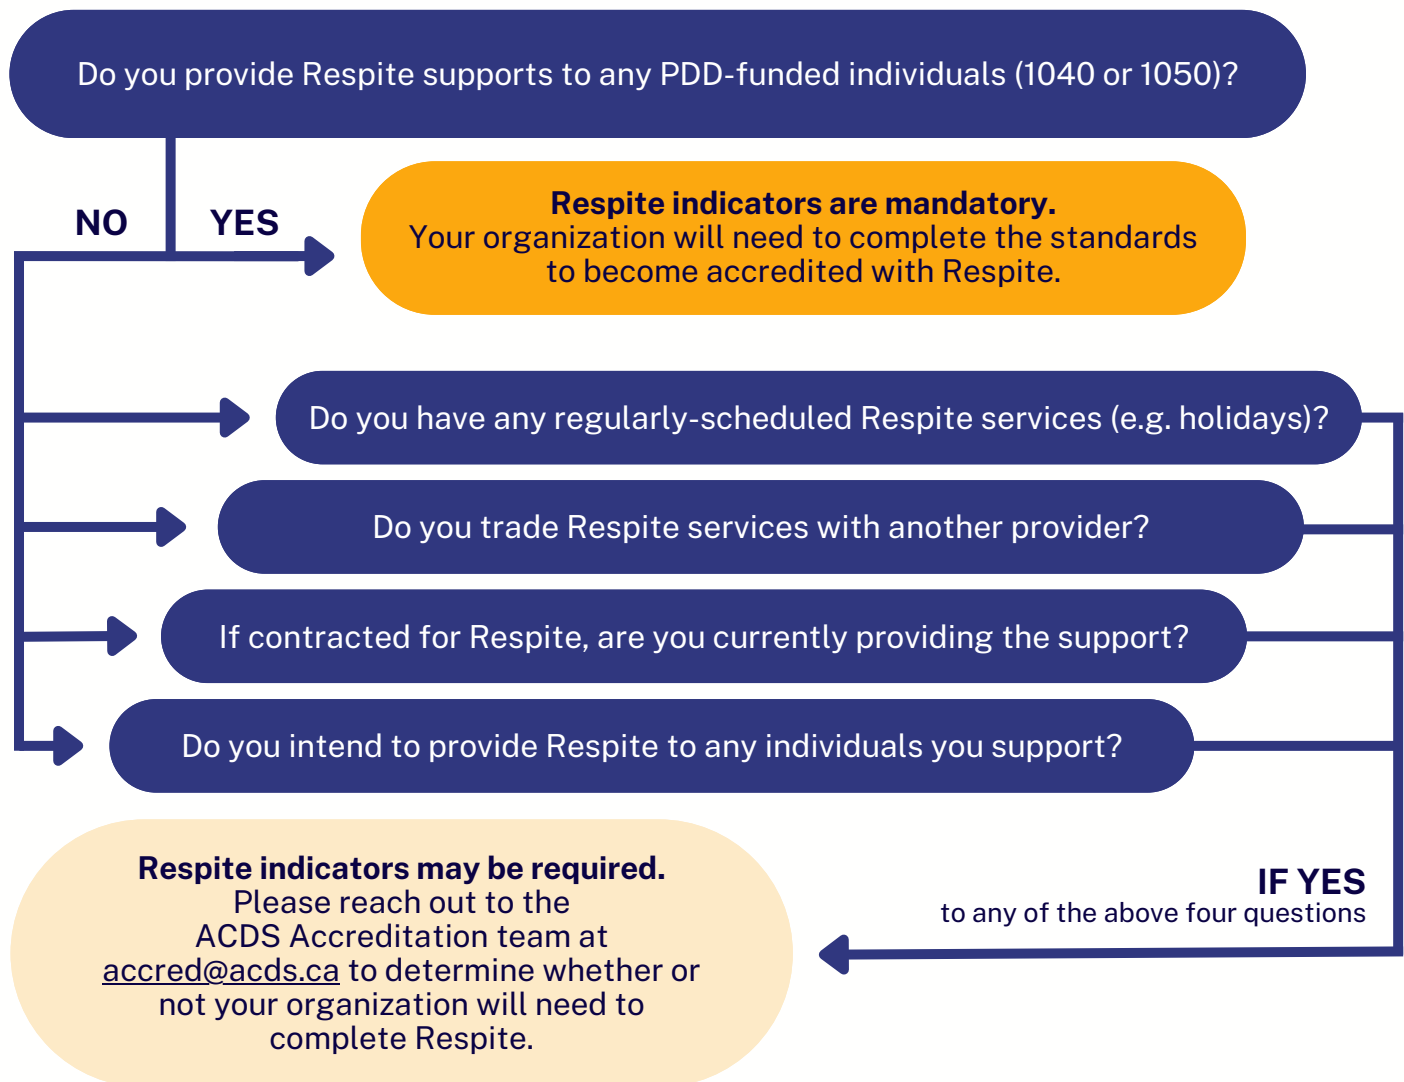 Do you provide Respite supports to any PDD-funded individuals (1040 or 1050)?
NO
YES
Respite indicators are mandatory.
Your organization will need to complete the standards
to become accredited with Respite.
Do you have any regularly-scheduled Respite services (e.g. holidays)?
Do you trade Respite services with another provider?
If contracted for Respite, are you currently providing the support?
Do you intend to provide Respite to any individuals you support?
IF YES
to any of the above four questions
Respite indicators may be required.
Please reach out to the
ACDS Accreditation team at
accred@acds.ca to determine whether or
not your organization will need to
complete Respite.